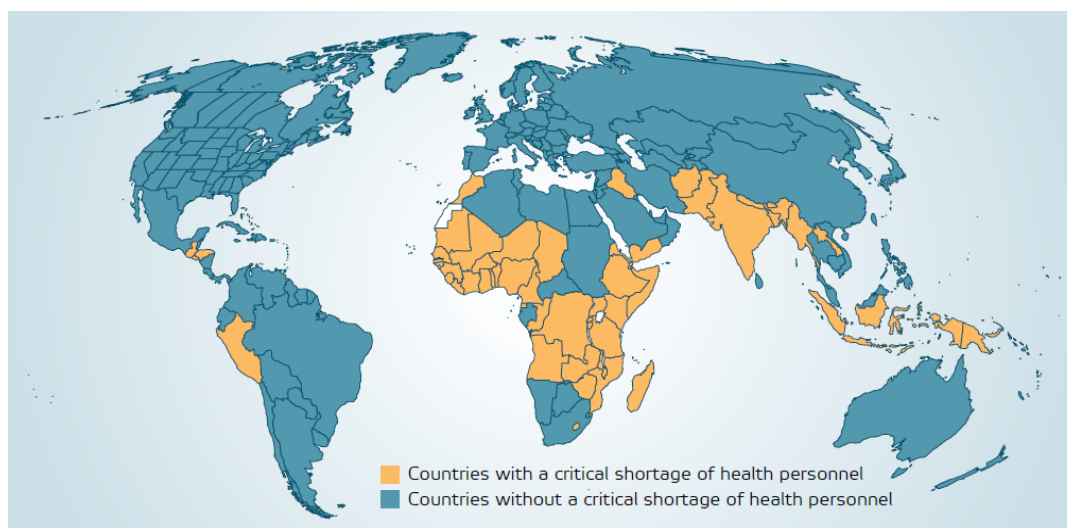 Countries with a critical shortage of health personnel
Countries without a critical shortage of health personnel